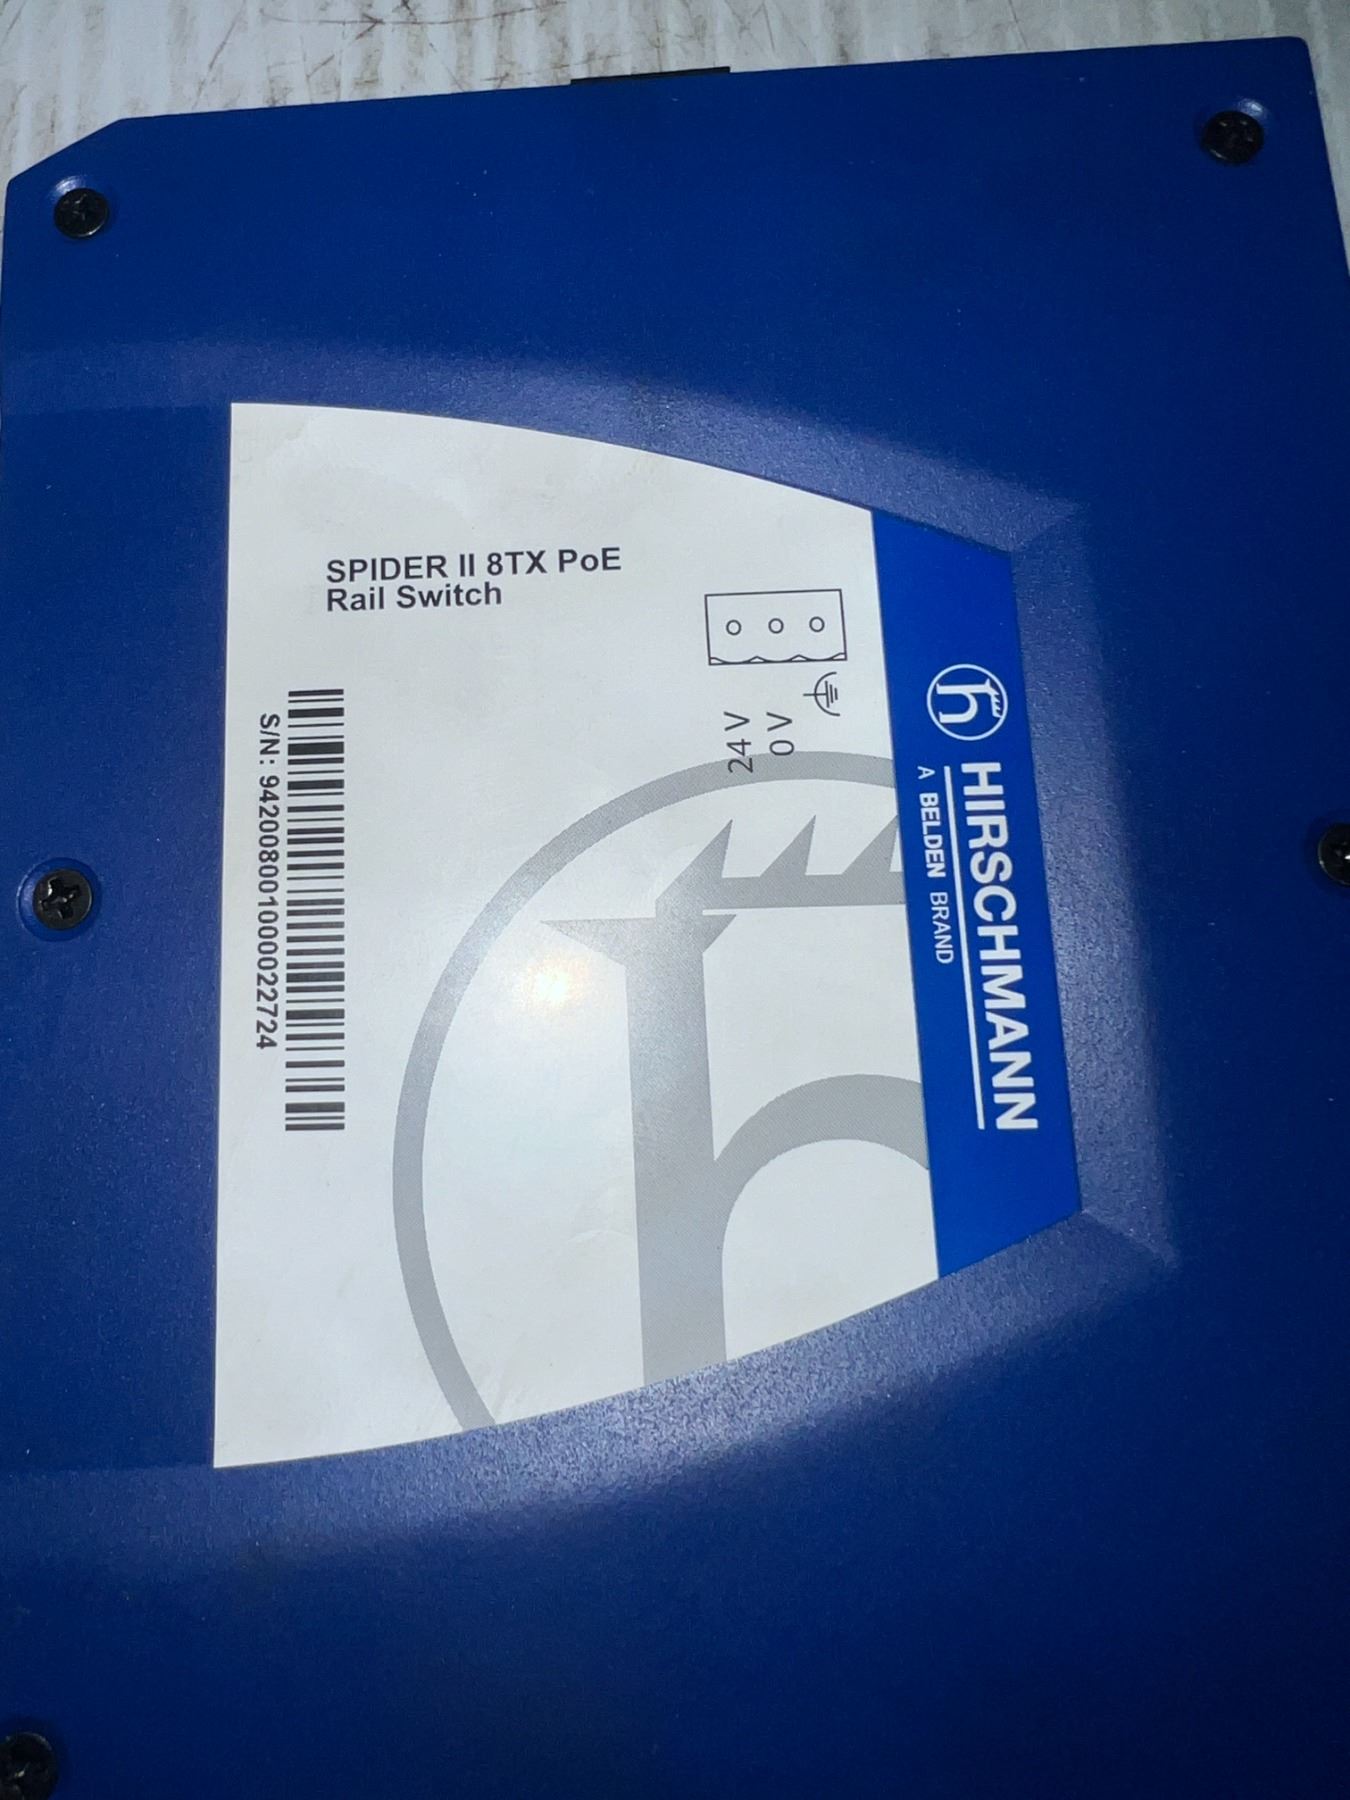 SPIDER II 8TX PoE
Rail Switch
24 V
0 V
S/N: 942008001000022724
HIRSCHMANN
A BELDEN BRAND